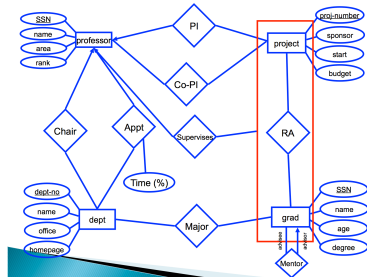 SSN
name
area
rank
professor
PI
Co-PI
project
proj-number
sponsor
start
budget
Chair
Appt
Supervises
RA
Time (%)
dept-no
name
office
homepage
dept
Major
grad
SSN
name
age
degree
advisee
advisor
Mentor